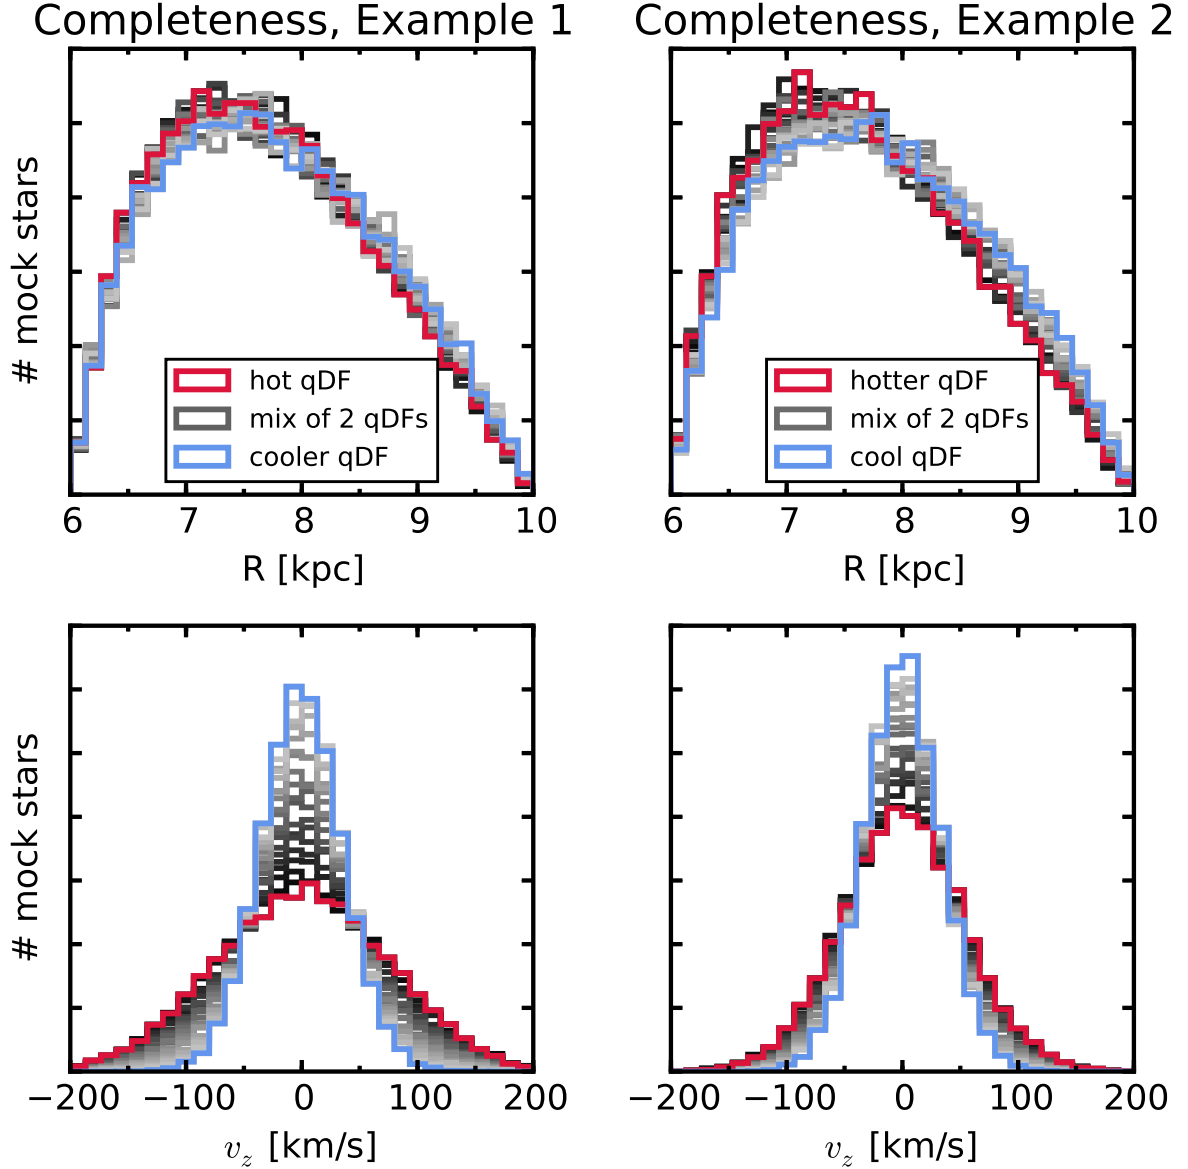 Completeness, Example 1
Completeness, Example 2
# mock stars
hot qDF
mix of 2 qDFs
cooler qDF
6 7 8 9 10
R [kpc]
hotter qDF
mix of 2 qDFs
cool qDF
6 7 8 9 10
R [kpc]
# mock stars
−200 −100 0 100 200
v_z [km/s]
−200 −100 0 100 200
v_z [km/s]